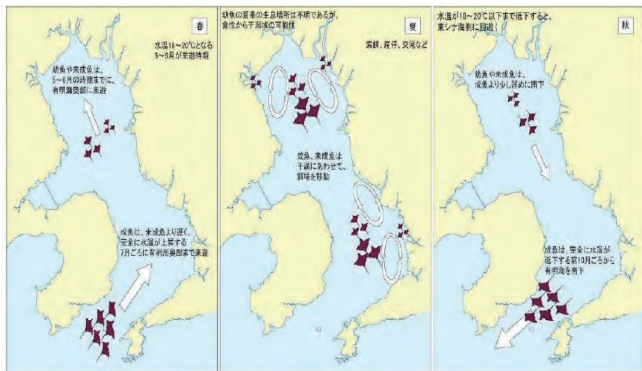 春
水温18～20℃となる
5～6月が来遊時期
幼魚や未成魚は、
5～6月の時期までに、
有明海奥部に来遊
成魚は、未成魚より遅く、
完全に水温が上昇する
7月ごろに有明海奥部まで来遊
夏
幼魚の夏季の生息場所は不明であるが、
食性から干潟域の可能性
索餌、産仔、交尾など
成魚、未成魚は
干満にあわせて、
餌場を移動
秋
水温が18～20℃以下まで低下すると、
東シナ海側に回遊
幼魚や未成魚は、
成魚より少し遅めに南下
成魚は、完全に水温が
低下する前10月ごろから
有明海を南下